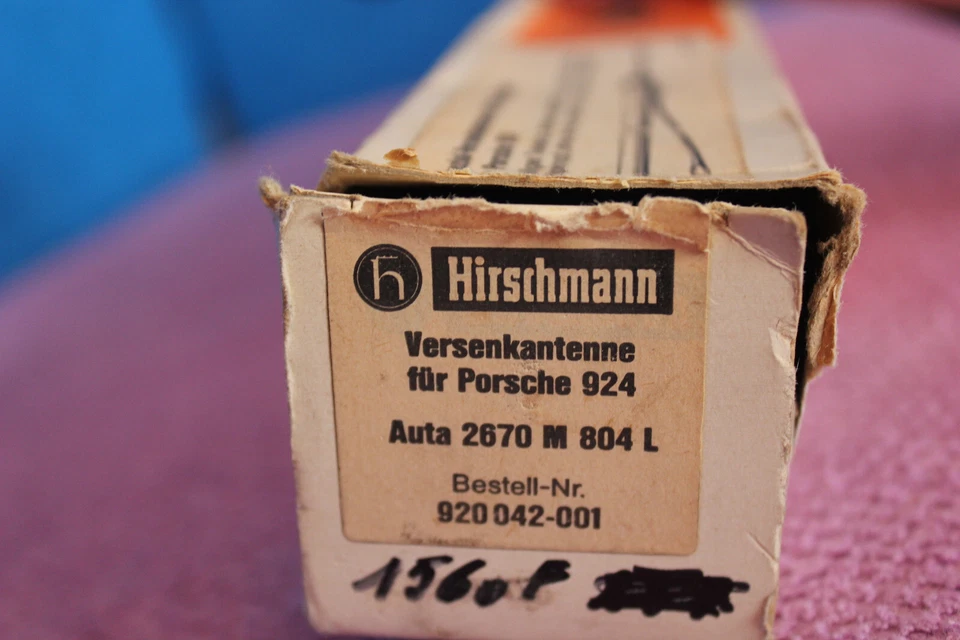 Hirschmann
Versenkantenne
für Porsche 924
Auta 2670 M 804 L
Bestell-Nr.
920 042-001